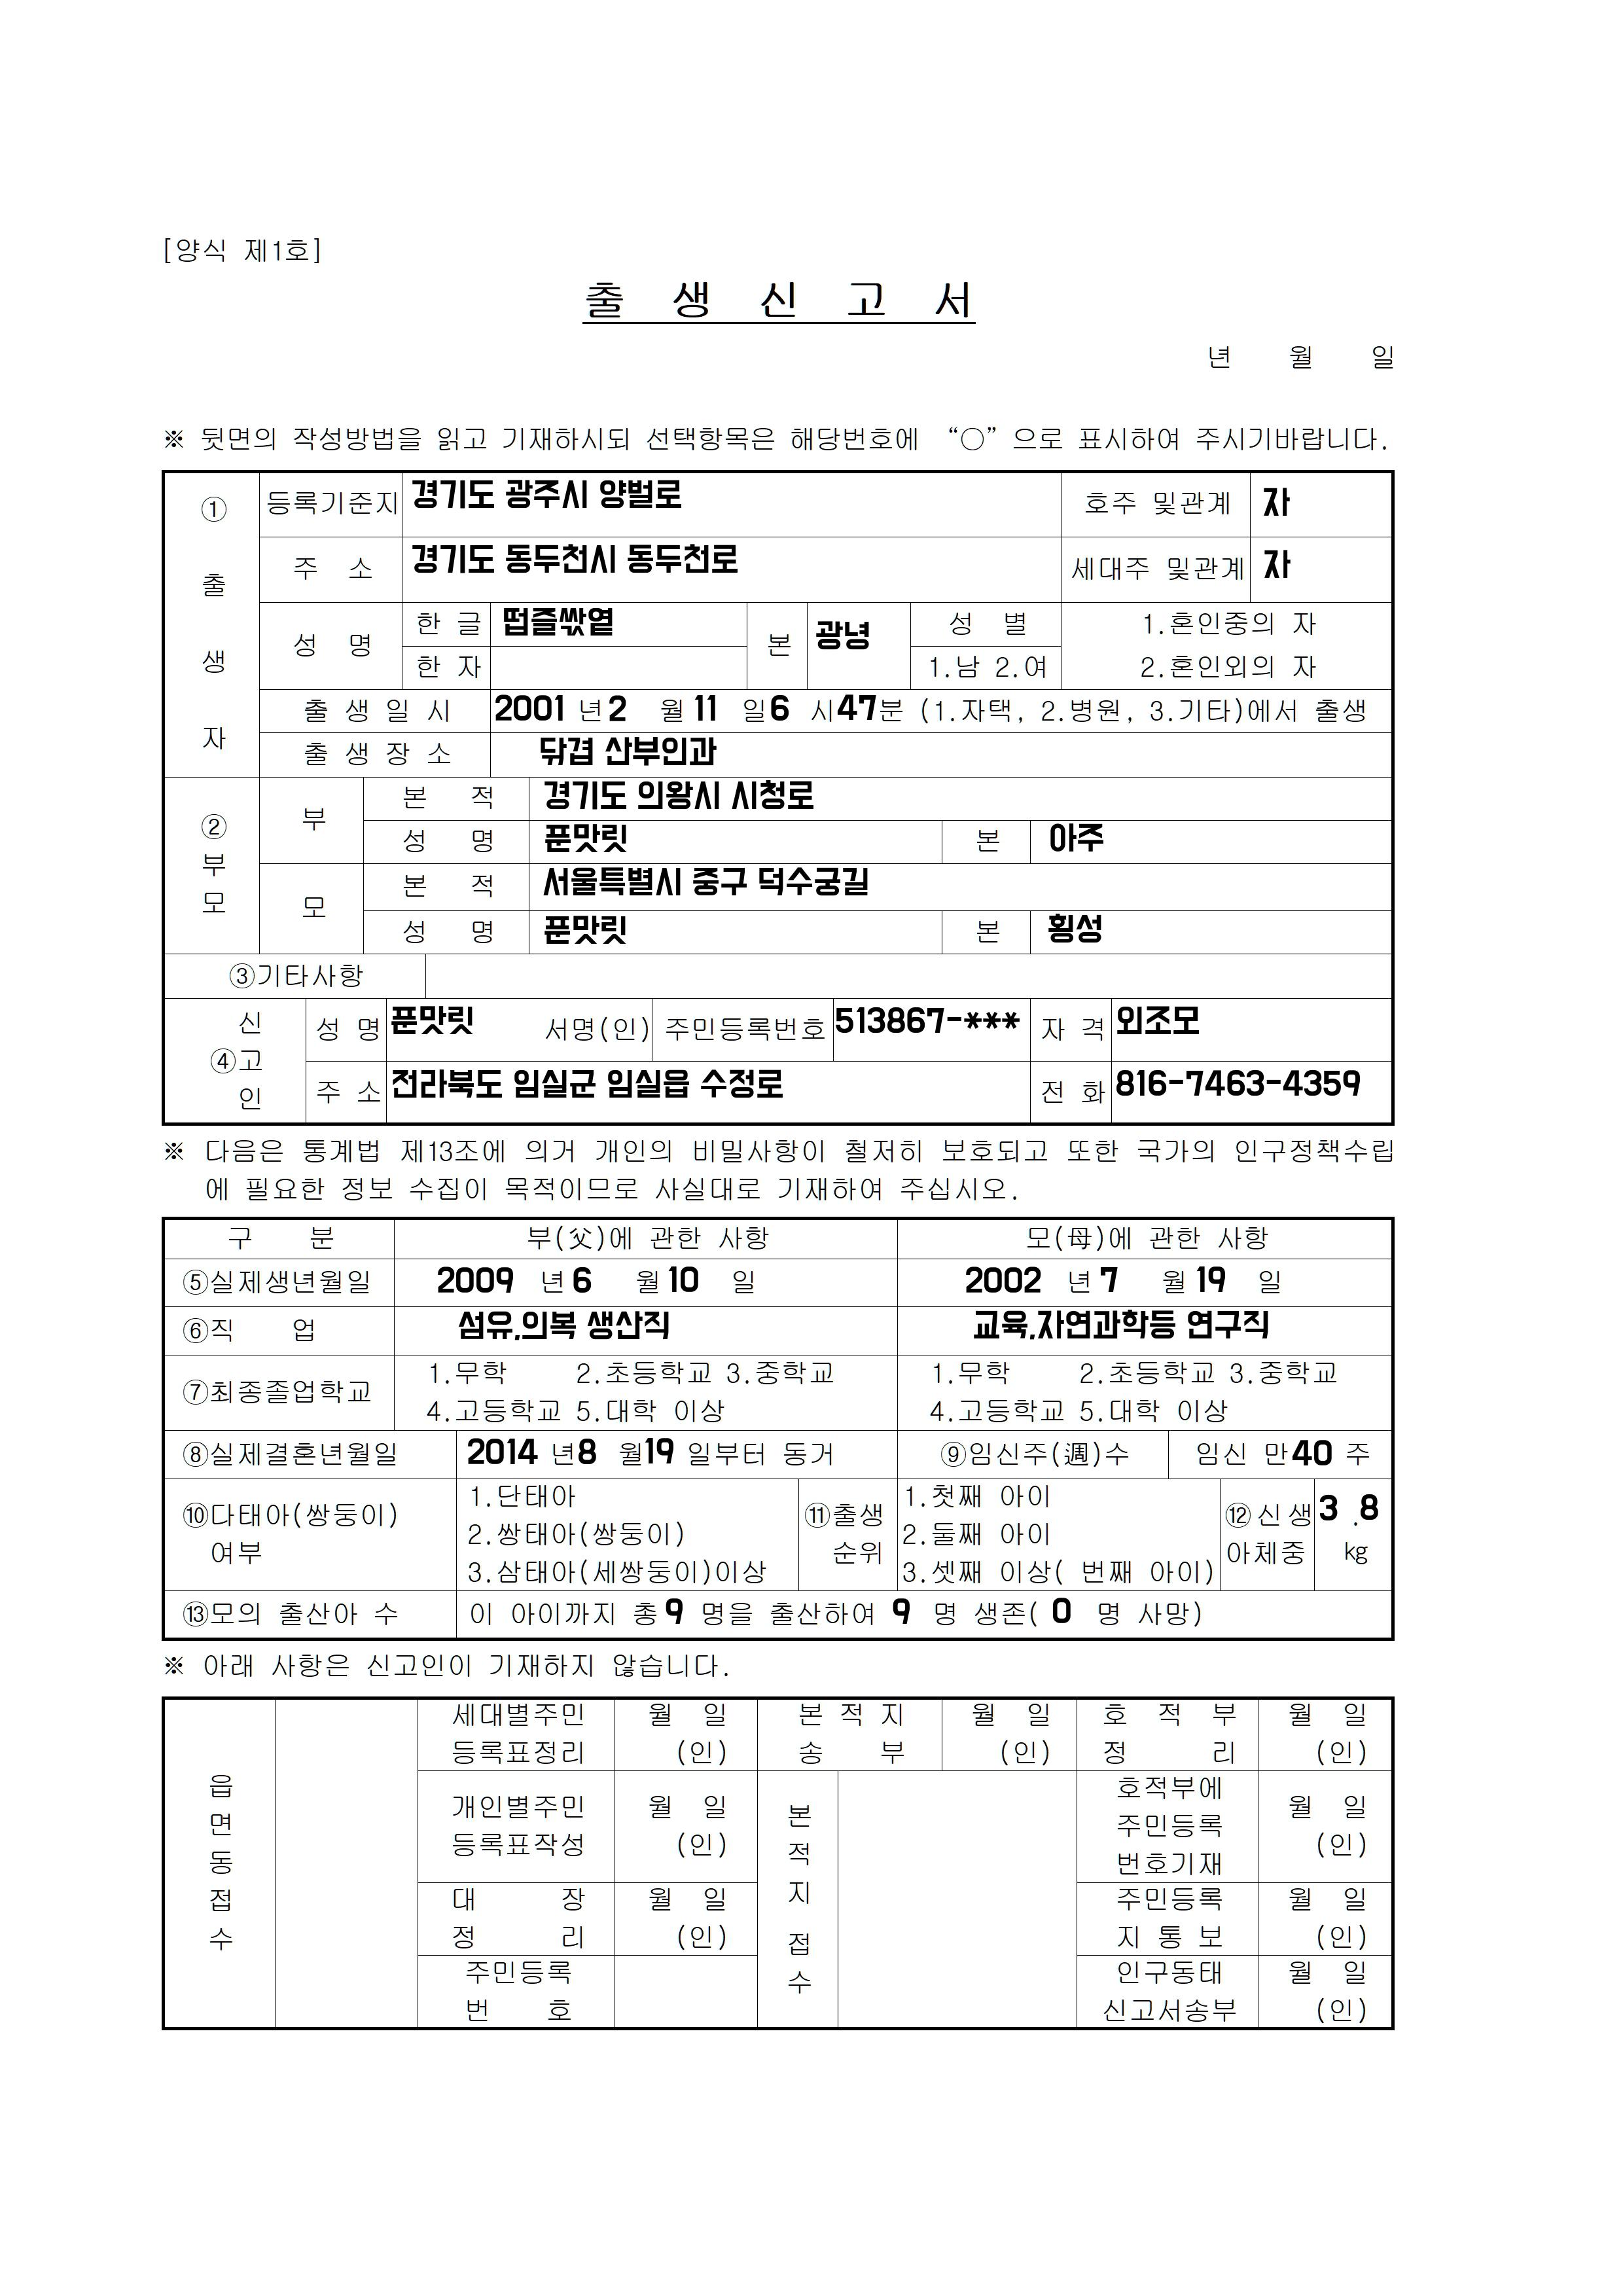 [양식 제1호]
출 생 신 고 서
년 월 일
※ 뒷면의 작성방법을 읽고 기재하시되 선택항목은 해당번호에 “○”으로 표시하여 주시기바랍니다.
① 출 생 자
등록기준지 경기도 광주시 양벌로 호주 및관계 자
주 소 경기도 동두천시 동두천로 세대주 및관계 자
성 명 한 글 떱즐싻옅 본 광녕 성 별 1.혼인중의 자
한 자 1.남 2.여 2.혼인외의 자
출 생 일 시 2001 년 2 월 11 일 6 시 47분 (1.자택, 2.병원, 3.기타)에서 출생
출 생 장 소 닦겹 산부인과
② 부 모
부 본 적 경기도 의왕시 시청로
성 명 푼맛릿 본 아주
모 본 적 서울특별시 중구 덕수궁길
성 명 푼맛릿 본 횡성
③기타사항
④ 신 고 인
성 명 푼맛릿 서명(인) 주민등록번호 513867-*** 자 격 외조모
주 소 전라북도 임실군 임실읍 수정로 전 화 816-7463-4359
※ 다음은 통계법 제13조에 의거 개인의 비밀사항이 철저히 보호되고 또한 국가의 인구정책수립
에 필요한 정보 수집이 목적이므로 사실대로 기재하여 주십시오.
구 분 부(父)에 관한 사항 모(母)에 관한 사항
⑤실제생년월일 2009 년 6 월 10 일 2002 년 7 월 19 일
⑥직 업 섬유,의복 생산직 교육,자연과학등 연구직
⑦최종졸업학교 1.무학 2.초등학교 3.중학교 1.무학 2.초등학교 3.중학교
4.고등학교 5.대학 이상 4.고등학교 5.대학 이상
⑧실제결혼년월일 2014 년8 월19 일부터 동거 ⑨임신주(週)수 임신 만40 주
⑩다태아(쌍둥이) 여부
1.단태아
2.쌍태아(쌍둥이)
3.삼태아(세쌍둥이)이상
⑪출생 순위
1.첫째 아이
2.둘째 아이
3.셋째 이상( 번째 아이)
⑫신생 아체중
3 .8
kg
⑬모의 출산아 수 이 아이까지 총9 명을 출산하여 9 명 생존( 0 명 사망)
※ 아래 사항은 신고인이 기재하지 않습니다.
읍 면 동 접 수
세대별주민 월 일 본 적 지 월 일 호 적 부 월 일
등록표정리 (인) 송 부 (인) 정 리 (인)
개인별주민 월 일
등록표작성 (인)
본 적 지 접 수
호적부에
주민등록
번호기재
월 일
(인)
대 장 월 일 주민등록 월 일
정 리 (인) 지 통 보 (인)
주민등록 인구동태 월 일
번 호 신고서송부 (인)